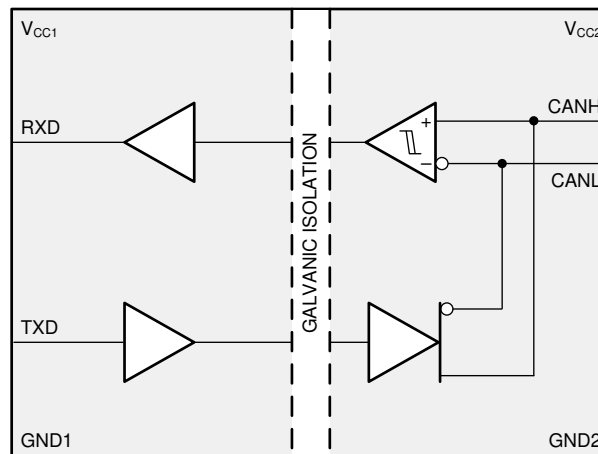 VCC1
VCC2
RXD
CANH
+
−
CANL
GALVANIC ISOLATION
TXD
GND1
GND2